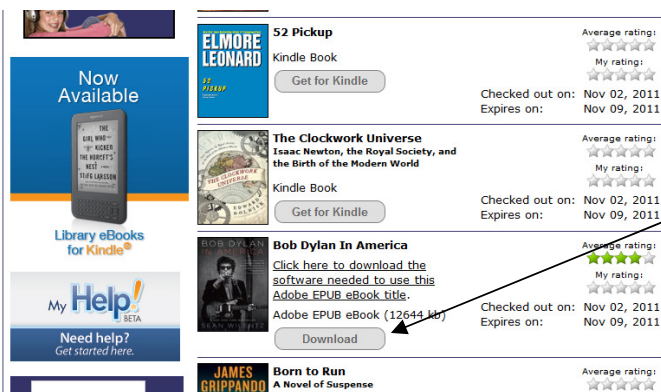 Now
Available
THE
GIRL WHO
KICKED
THE HORNET'S
NEST
STIEG LARSSON
Library eBooks
for Kindle®
My Help!
BETA
Need help?
Get started here.
ELMORE
LEONARD
52
PICKUP
52 Pickup
Kindle Book
Get for Kindle
Average rating:
My rating:
Checked out on: Nov 02, 2011
Expires on: Nov 09, 2011
THE CLOCKWORK
UNIVERSE
EDWARD
DOLNICK
The Clockwork Universe
Isaac Newton, the Royal Society, and
the Birth of the Modern World
Kindle Book
Get for Kindle
Average rating:
My rating:
Checked out on: Nov 02, 2011
Expires on: Nov 09, 2011
BOB DYLAN
IN AMERICA
SEAN WILENTZ
Bob Dylan In America
Click here to download the
software needed to use this
Adobe EPUB eBook title.
Adobe EPUB eBook (12644 kb)
Download
Average rating:
My rating:
Checked out on: Nov 02, 2011
Expires on: Nov 09, 2011
JAMES
GRIPPANDO
Born to Run
A Novel of Suspense
Average rating: